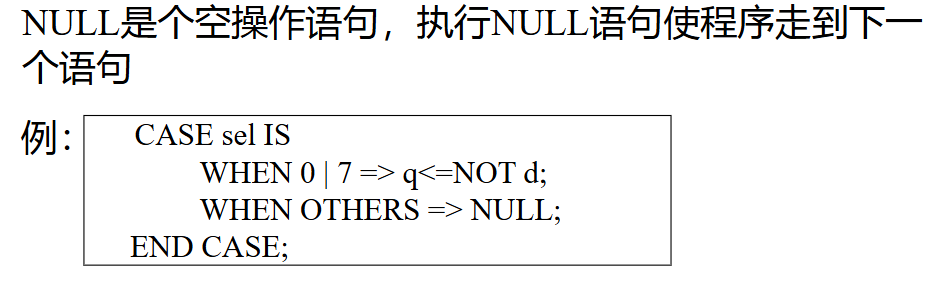 NULL是个空操作语句，执行NULL语句使程序走到下一
个语句
例：
CASE sel IS
WHEN 0 | 7 => q<=NOT d;
WHEN OTHERS => NULL;
END CASE;